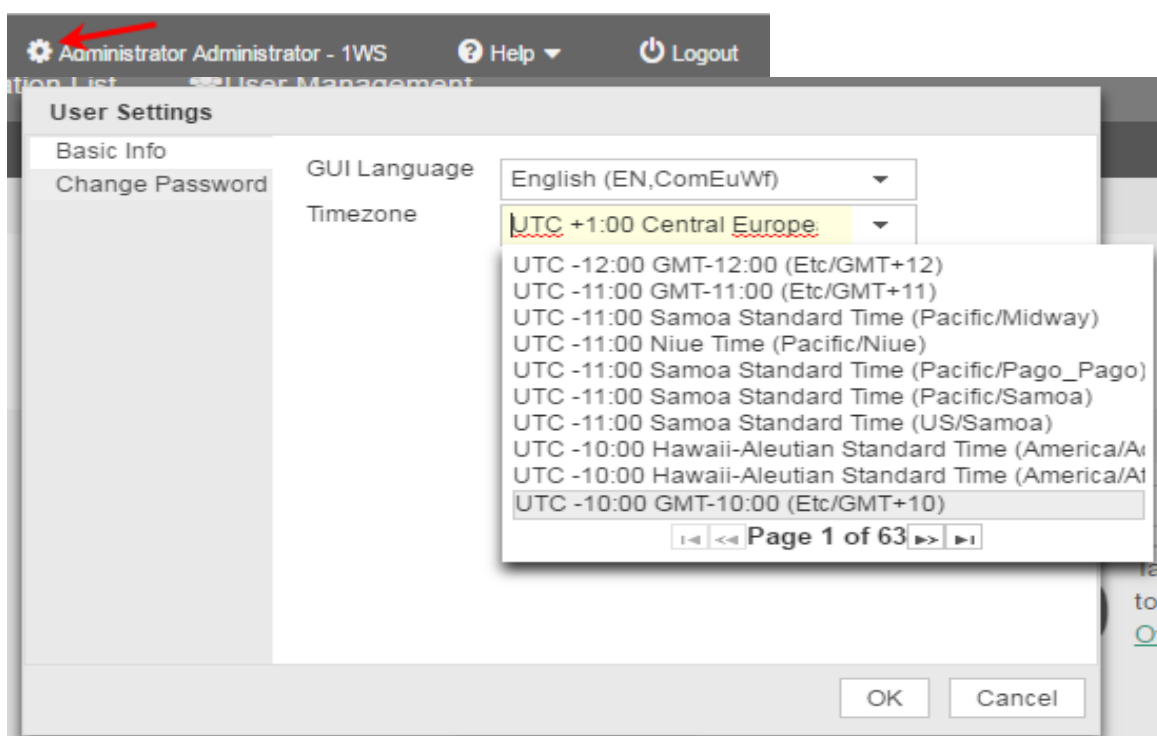 Administrator Administrator - 1WS Help Logout
User Management
User Settings
Basic Info
Change Password
GUI Language English (EN,ComEuWf)
Timezone UTC +1:00 Central Europe
UTC -12:00 GMT-12:00 (Etc/GMT+12)
UTC -11:00 GMT-11:00 (Etc/GMT+11)
UTC -11:00 Samoa Standard Time (Pacific/Midway)
UTC -11:00 Niue Time (Pacific/Niue)
UTC -11:00 Samoa Standard Time (Pacific/Pago_Pago)
UTC -11:00 Samoa Standard Time (Pacific/Samoa)
UTC -11:00 Samoa Standard Time (US/Samoa)
UTC -10:00 Hawaii-Aleutian Standard Time (America/
UTC -10:00 Hawaii-Aleutian Standard Time (America/
UTC -10:00 GMT-10:00 (Etc/GMT+10)
Page 1 of 63
to
OK Cancel